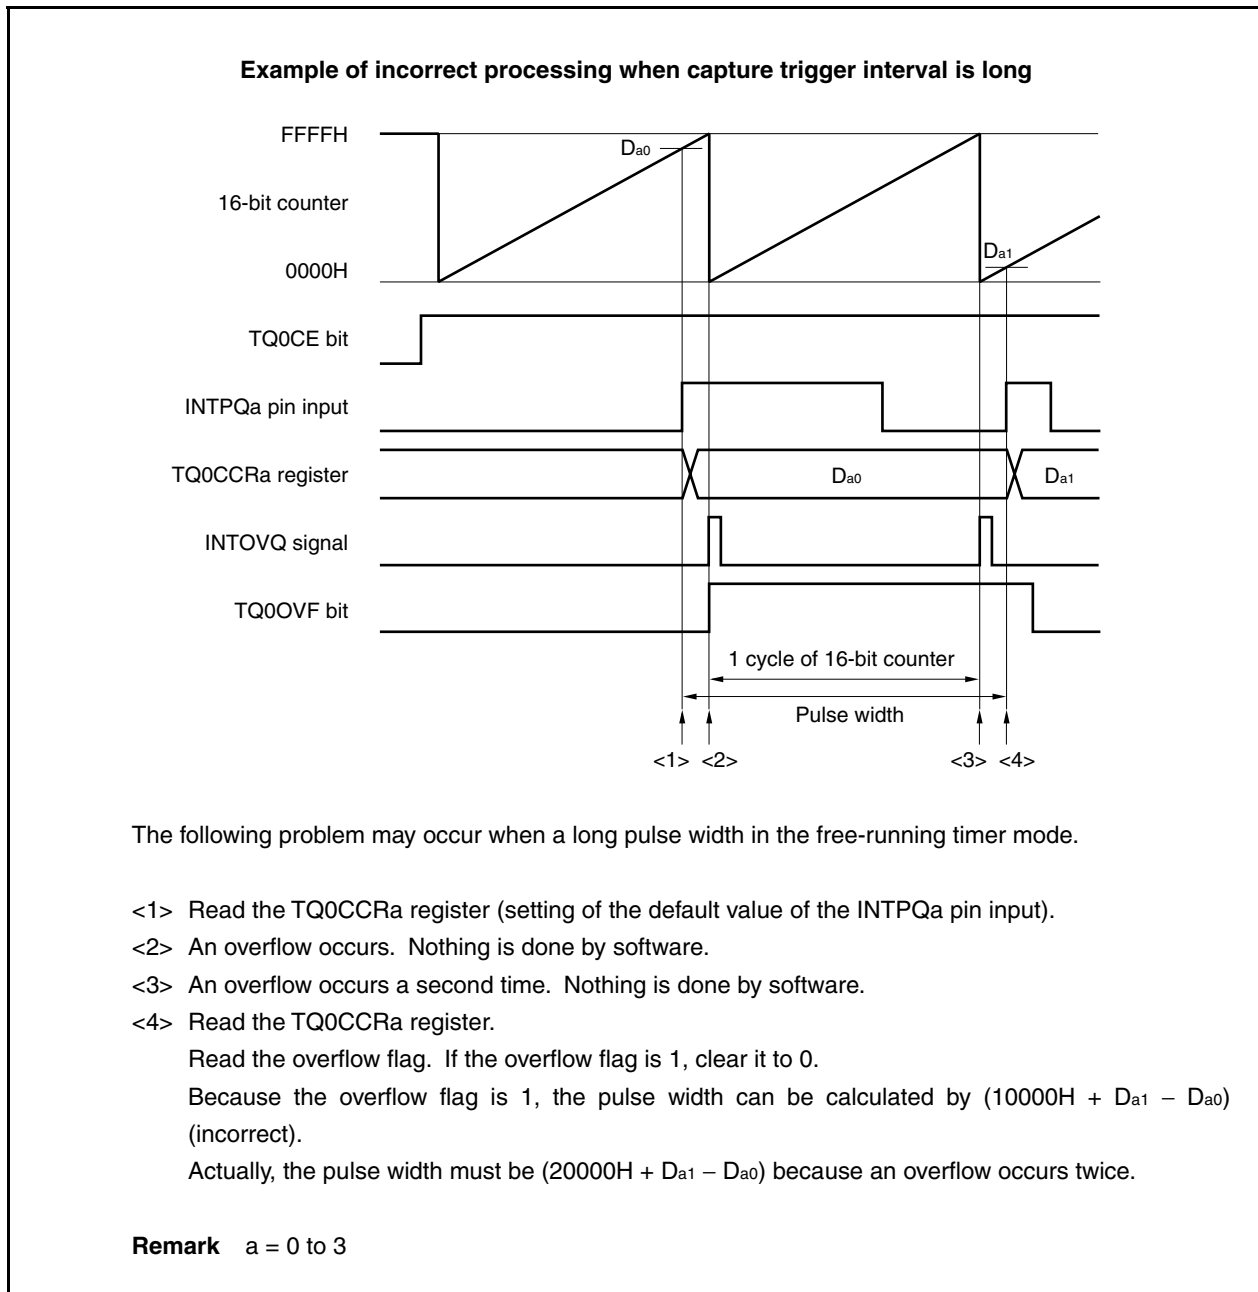 Example of incorrect processing when capture trigger interval is long
FFFFH
Da0
16-bit counter
Da1
0000H
TQ0CE bit
INTPQa pin input
TQ0CCRa register
Da0
Da1
INTOVQ signal
TQ0OVF bit
1 cycle of 16-bit counter
Pulse width
<1> <2> <3> <4>
The following problem may occur when a long pulse width in the free-running timer mode.
<1> Read the TQ0CCRa register (setting of the default value of the INTPQa pin input).
<2> An overflow occurs. Nothing is done by software.
<3> An overflow occurs a second time. Nothing is done by software.
<4> Read the TQ0CCRa register.
Read the overflow flag. If the overflow flag is 1, clear it to 0.
Because the overflow flag is 1, the pulse width can be calculated by (10000H + Da1 − Da0)
(incorrect).
Actually, the pulse width must be (20000H + Da1 − Da0) because an overflow occurs twice.
Remark a = 0 to 3